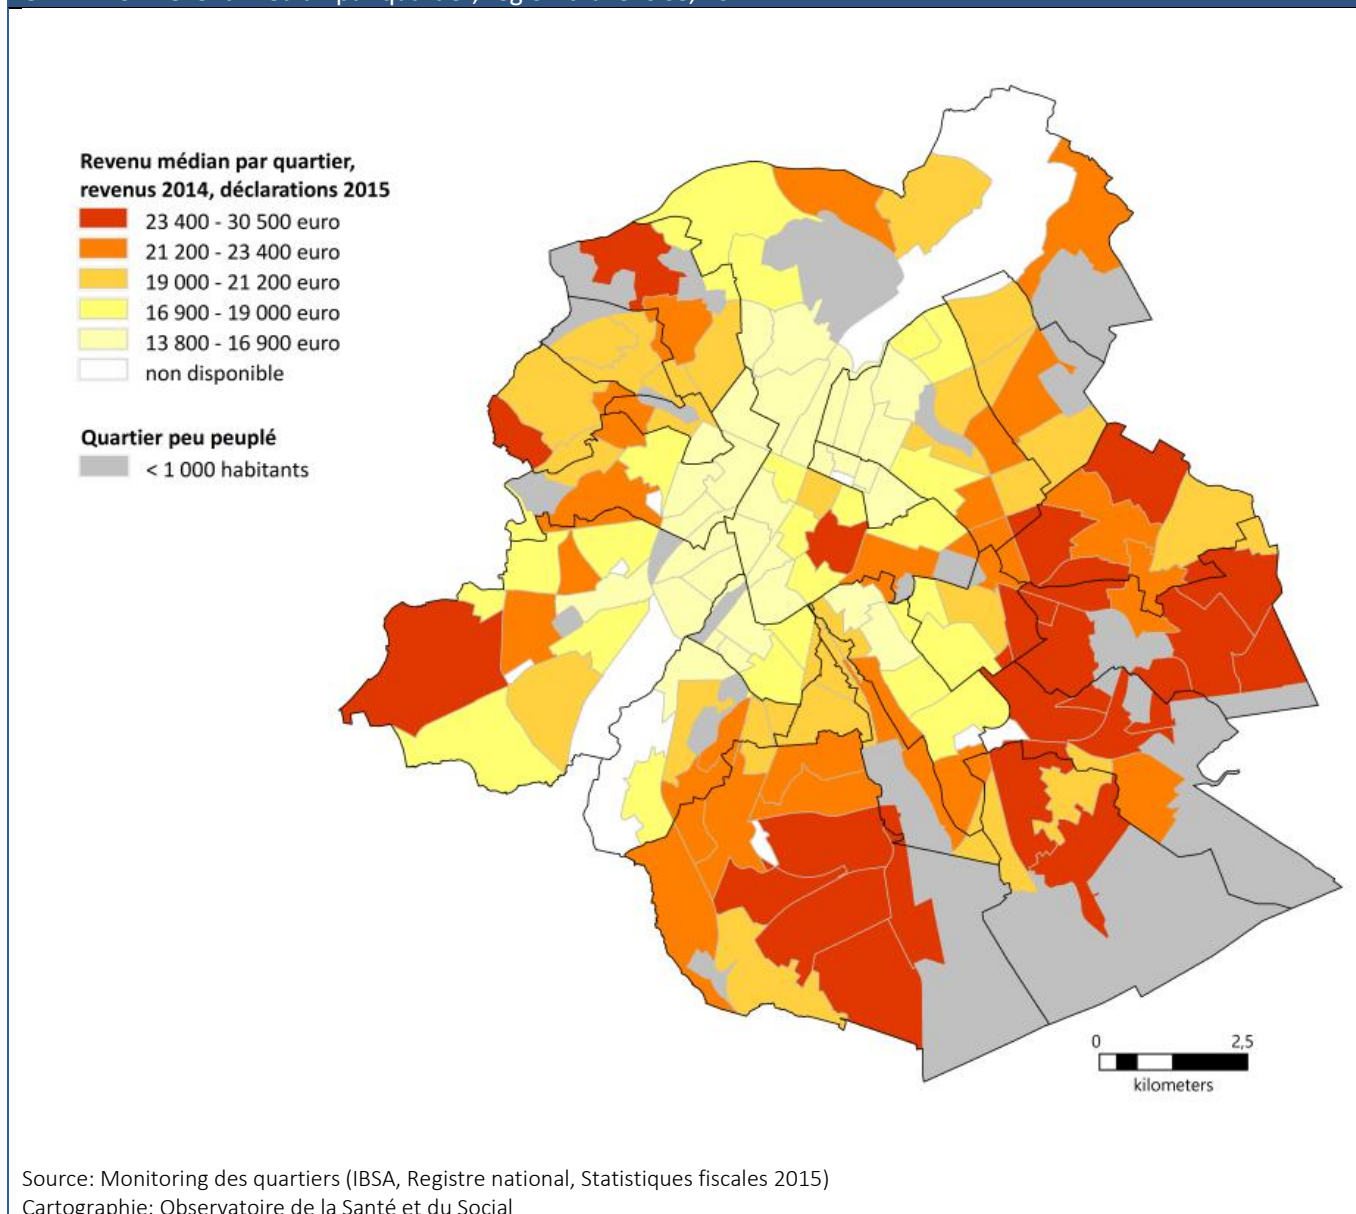 Revenu médian par quartier,
revenus 2014, déclarations 2015
23 400 - 30 500 euro
21 200 - 23 400 euro
19 000 - 21 200 euro
16 900 - 19 000 euro
13 800 - 16 900 euro
non disponible
Quartier peu peuplé
< 1 000 habitants
0 2,5
kilometers
Source: Monitoring des quartiers (IBSA, Registre national, Statistiques fiscales 2015)
Cartographie: Observatoire de la Santé et du Social